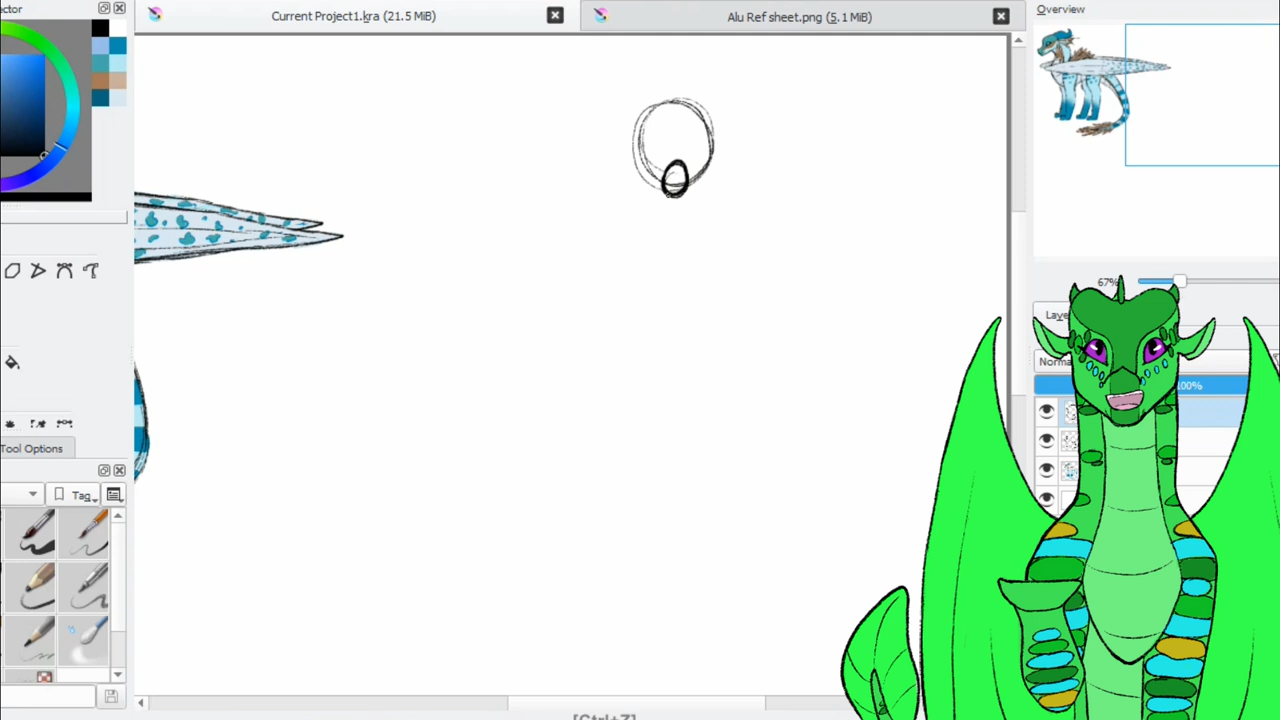 ector
Current Project1.kra (21.5 MiB)
Alu Ref sheet.png (5.1 MiB)
Overview
67%
Laye
Norma
100%
Tool Options
Tag
[Ctrl+Z]